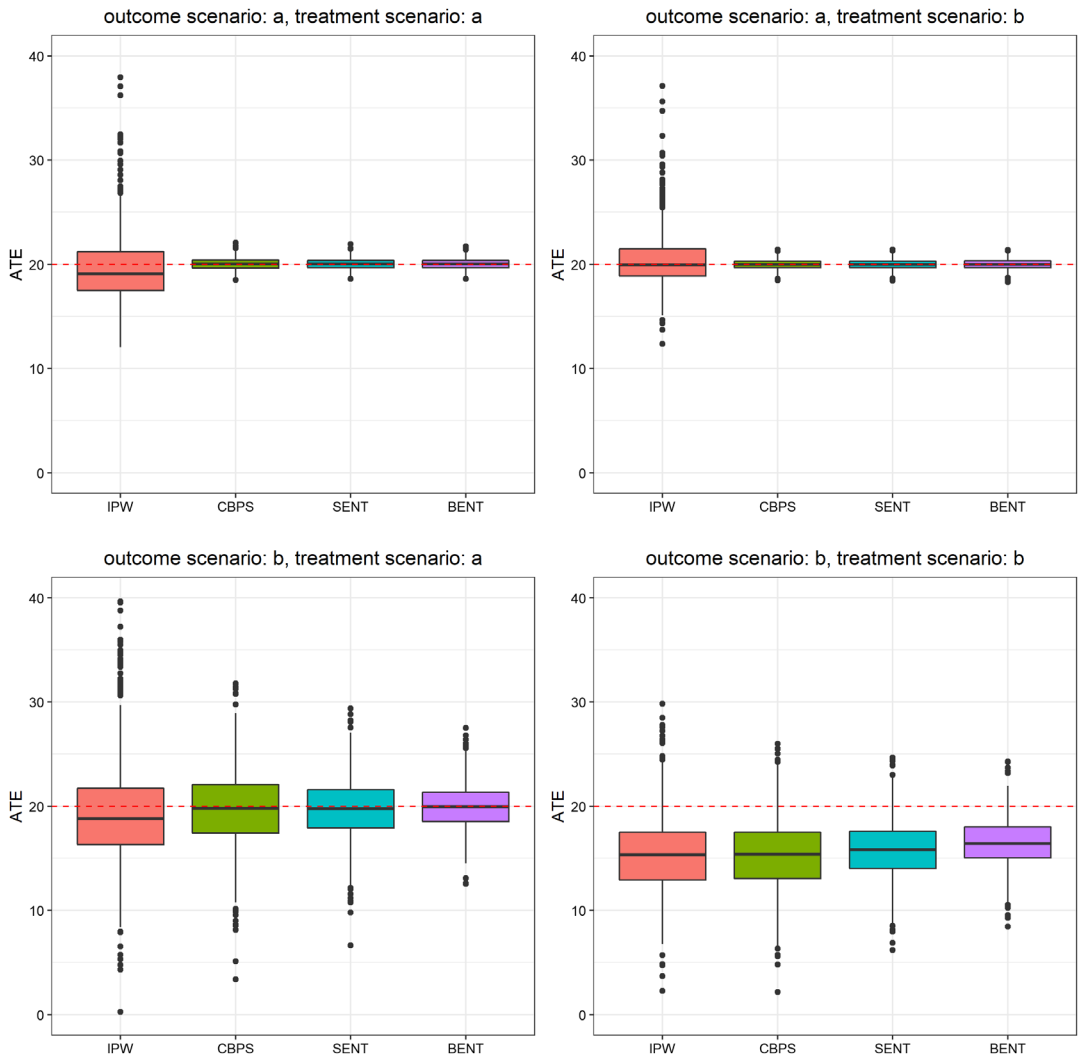 outcome scenario: a, treatment scenario: a
40
30
20
10
0
ATE
IPW CBPS SENT BENT
outcome scenario: a, treatment scenario: b
40
30
20
10
0
ATE
IPW CBPS SENT BENT
outcome scenario: b, treatment scenario: a
40
30
20
10
0
ATE
IPW CBPS SENT BENT
outcome scenario: b, treatment scenario: b
40
30
20
10
0
ATE
IPW CBPS SENT BENT